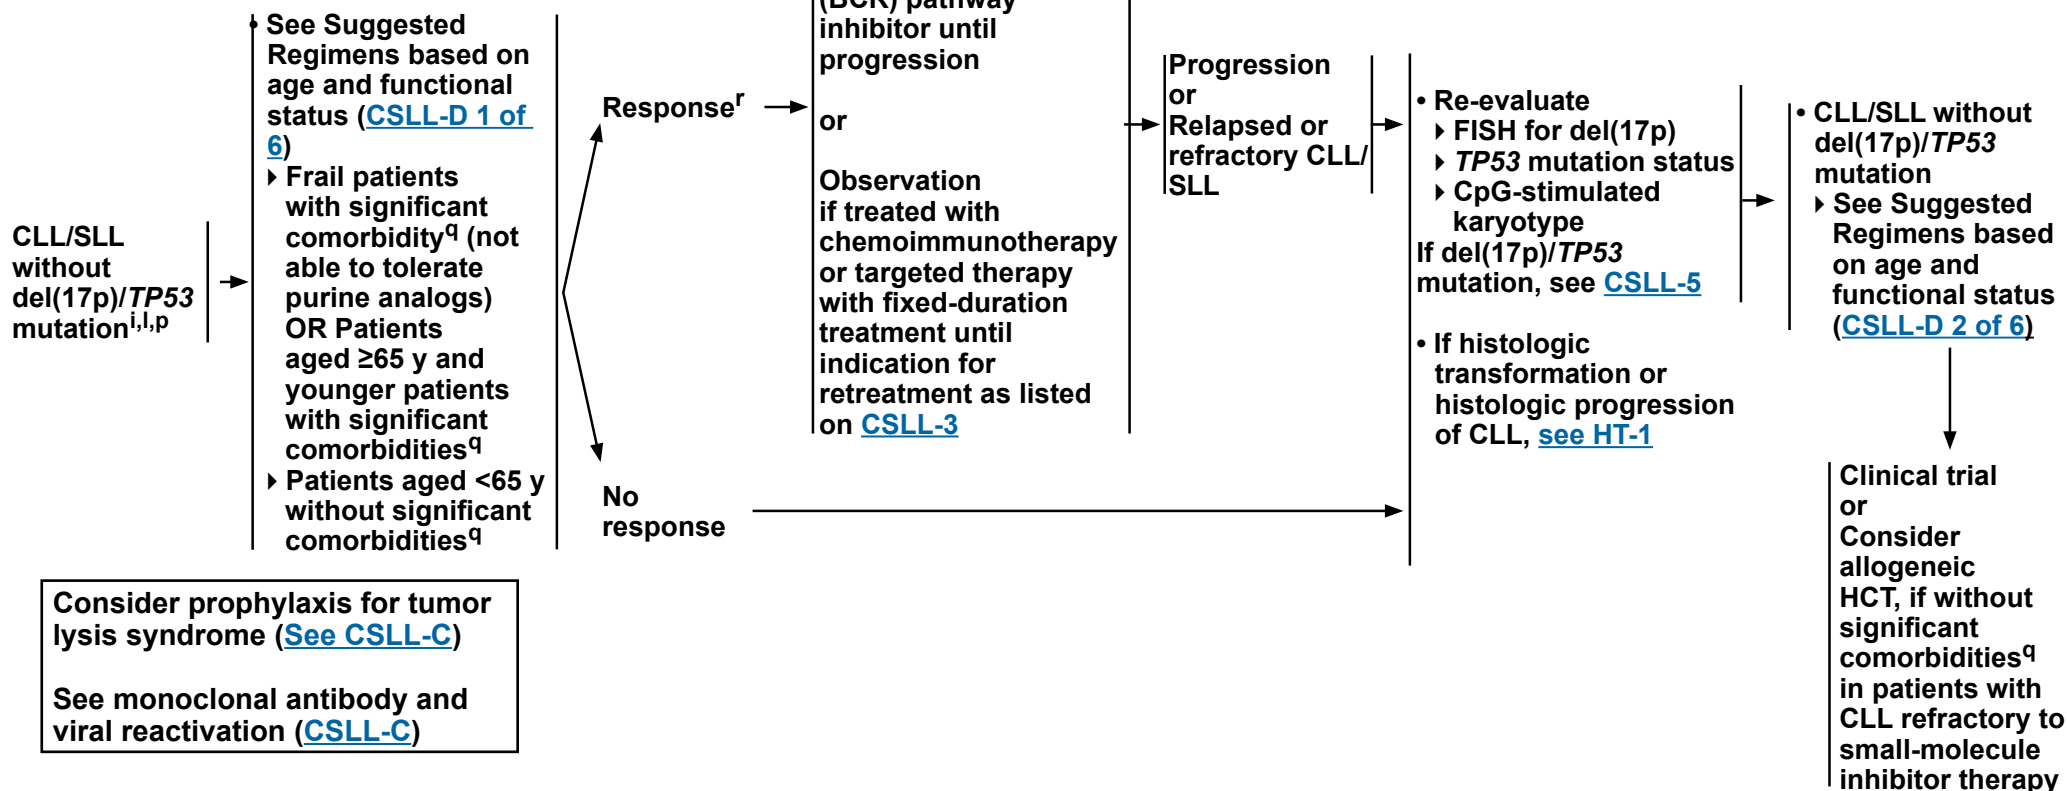 CLL/SLL
without
del(17p)/TP53
mutation^i,l,p
• See Suggested
Regimens based on
age and functional
status (CSLL-D 1 of
6)
▸ Frail patients
with significant
comorbidity^q (not
able to tolerate
purine analogs)
OR Patients
aged ≥65 y and
younger patients
with significant
comorbidities^q
▸ Patients aged <65 y
without significant
comorbidities^q
Response^r
No
response
(BCR) pathway
inhibitor until
progression
or
Observation
if treated with
chemoimmunotherapy
or targeted therapy
with fixed-duration
treatment until
indication for
retreatment as listed
on CSLL-3
Progression
or
Relapsed or
refractory CLL/
SLL
• Re-evaluate
▸ FISH for del(17p)
▸ TP53 mutation status
▸ CpG-stimulated
karyotype
If del(17p)/TP53
mutation, see CSLL-5
• If histologic
transformation or
histologic progression
of CLL, see HT-1
• CLL/SLL without
del(17p)/TP53
mutation
▸ See Suggested
Regimens based
on age and
functional status
(CSLL-D 2 of 6)
Clinical trial
or
Consider
allogeneic
HCT, if without
significant
comorbidities^q
in patients with
CLL refractory to
small-molecule
inhibitor therapy
Consider prophylaxis for tumor
lysis syndrome (See CSLL-C)
See monoclonal antibody and
viral reactivation (CSLL-C)